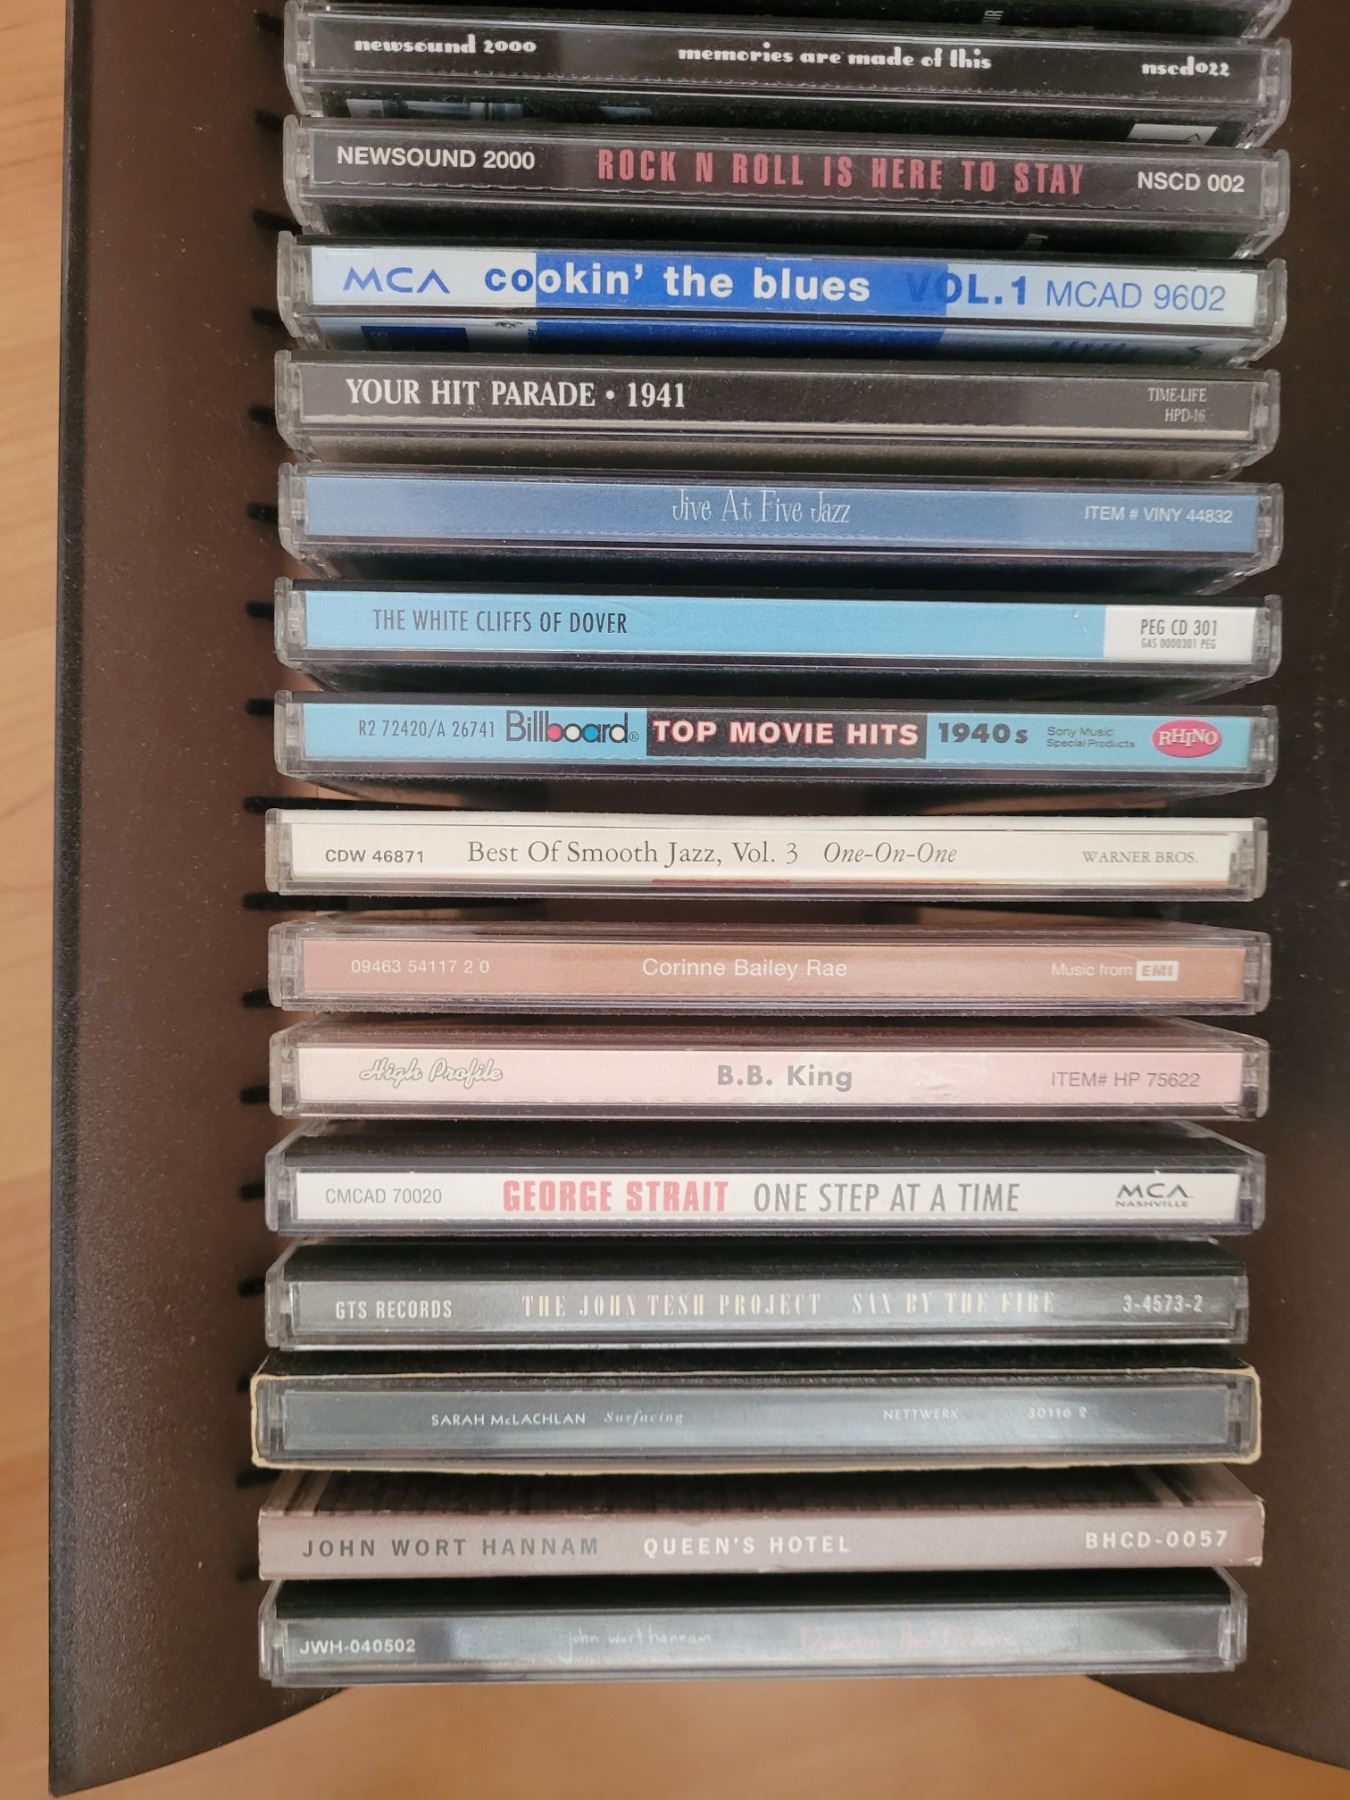 newsound 2000 memories are made of this nscd022
NEWSOUND 2000 ROCK N ROLL IS HERE TO STAY NSCD 002
MCA cookin' the blues VOL.1 MCAD 9602
YOUR HIT PARADE • 1941 TIME-LIFE
HPD-16
Jive At Five Jazz ITEM # VINY 44832
THE WHITE CLIFFS OF DOVER PEG CD 301
GAS 0000301 PEG
R2 72420/A 26741 Billboard® TOP MOVIE HITS 1940s Sony Music
Special Products
RHINO
CDW 46871 Best Of Smooth Jazz, Vol. 3 One-On-One WARNER BROS.
09463 54117 2 0 Corinne Bailey Rae Music from EMI
High Profile B.B. King ITEM# HP 75622
CMCAD 70020 GEORGE STRAIT ONE STEP AT A TIME MCA
NASHVILLE
GTS RECORDS THE JOHN TESH PROJECT SAX BY THE FIRE 3-4573-2
SARAH McLACHLAN Surfacing NETTWERK 30116 2
JOHN WORT HANNAM QUEEN'S HOTEL BHCD-0057
JWH-040502 john wort hannam